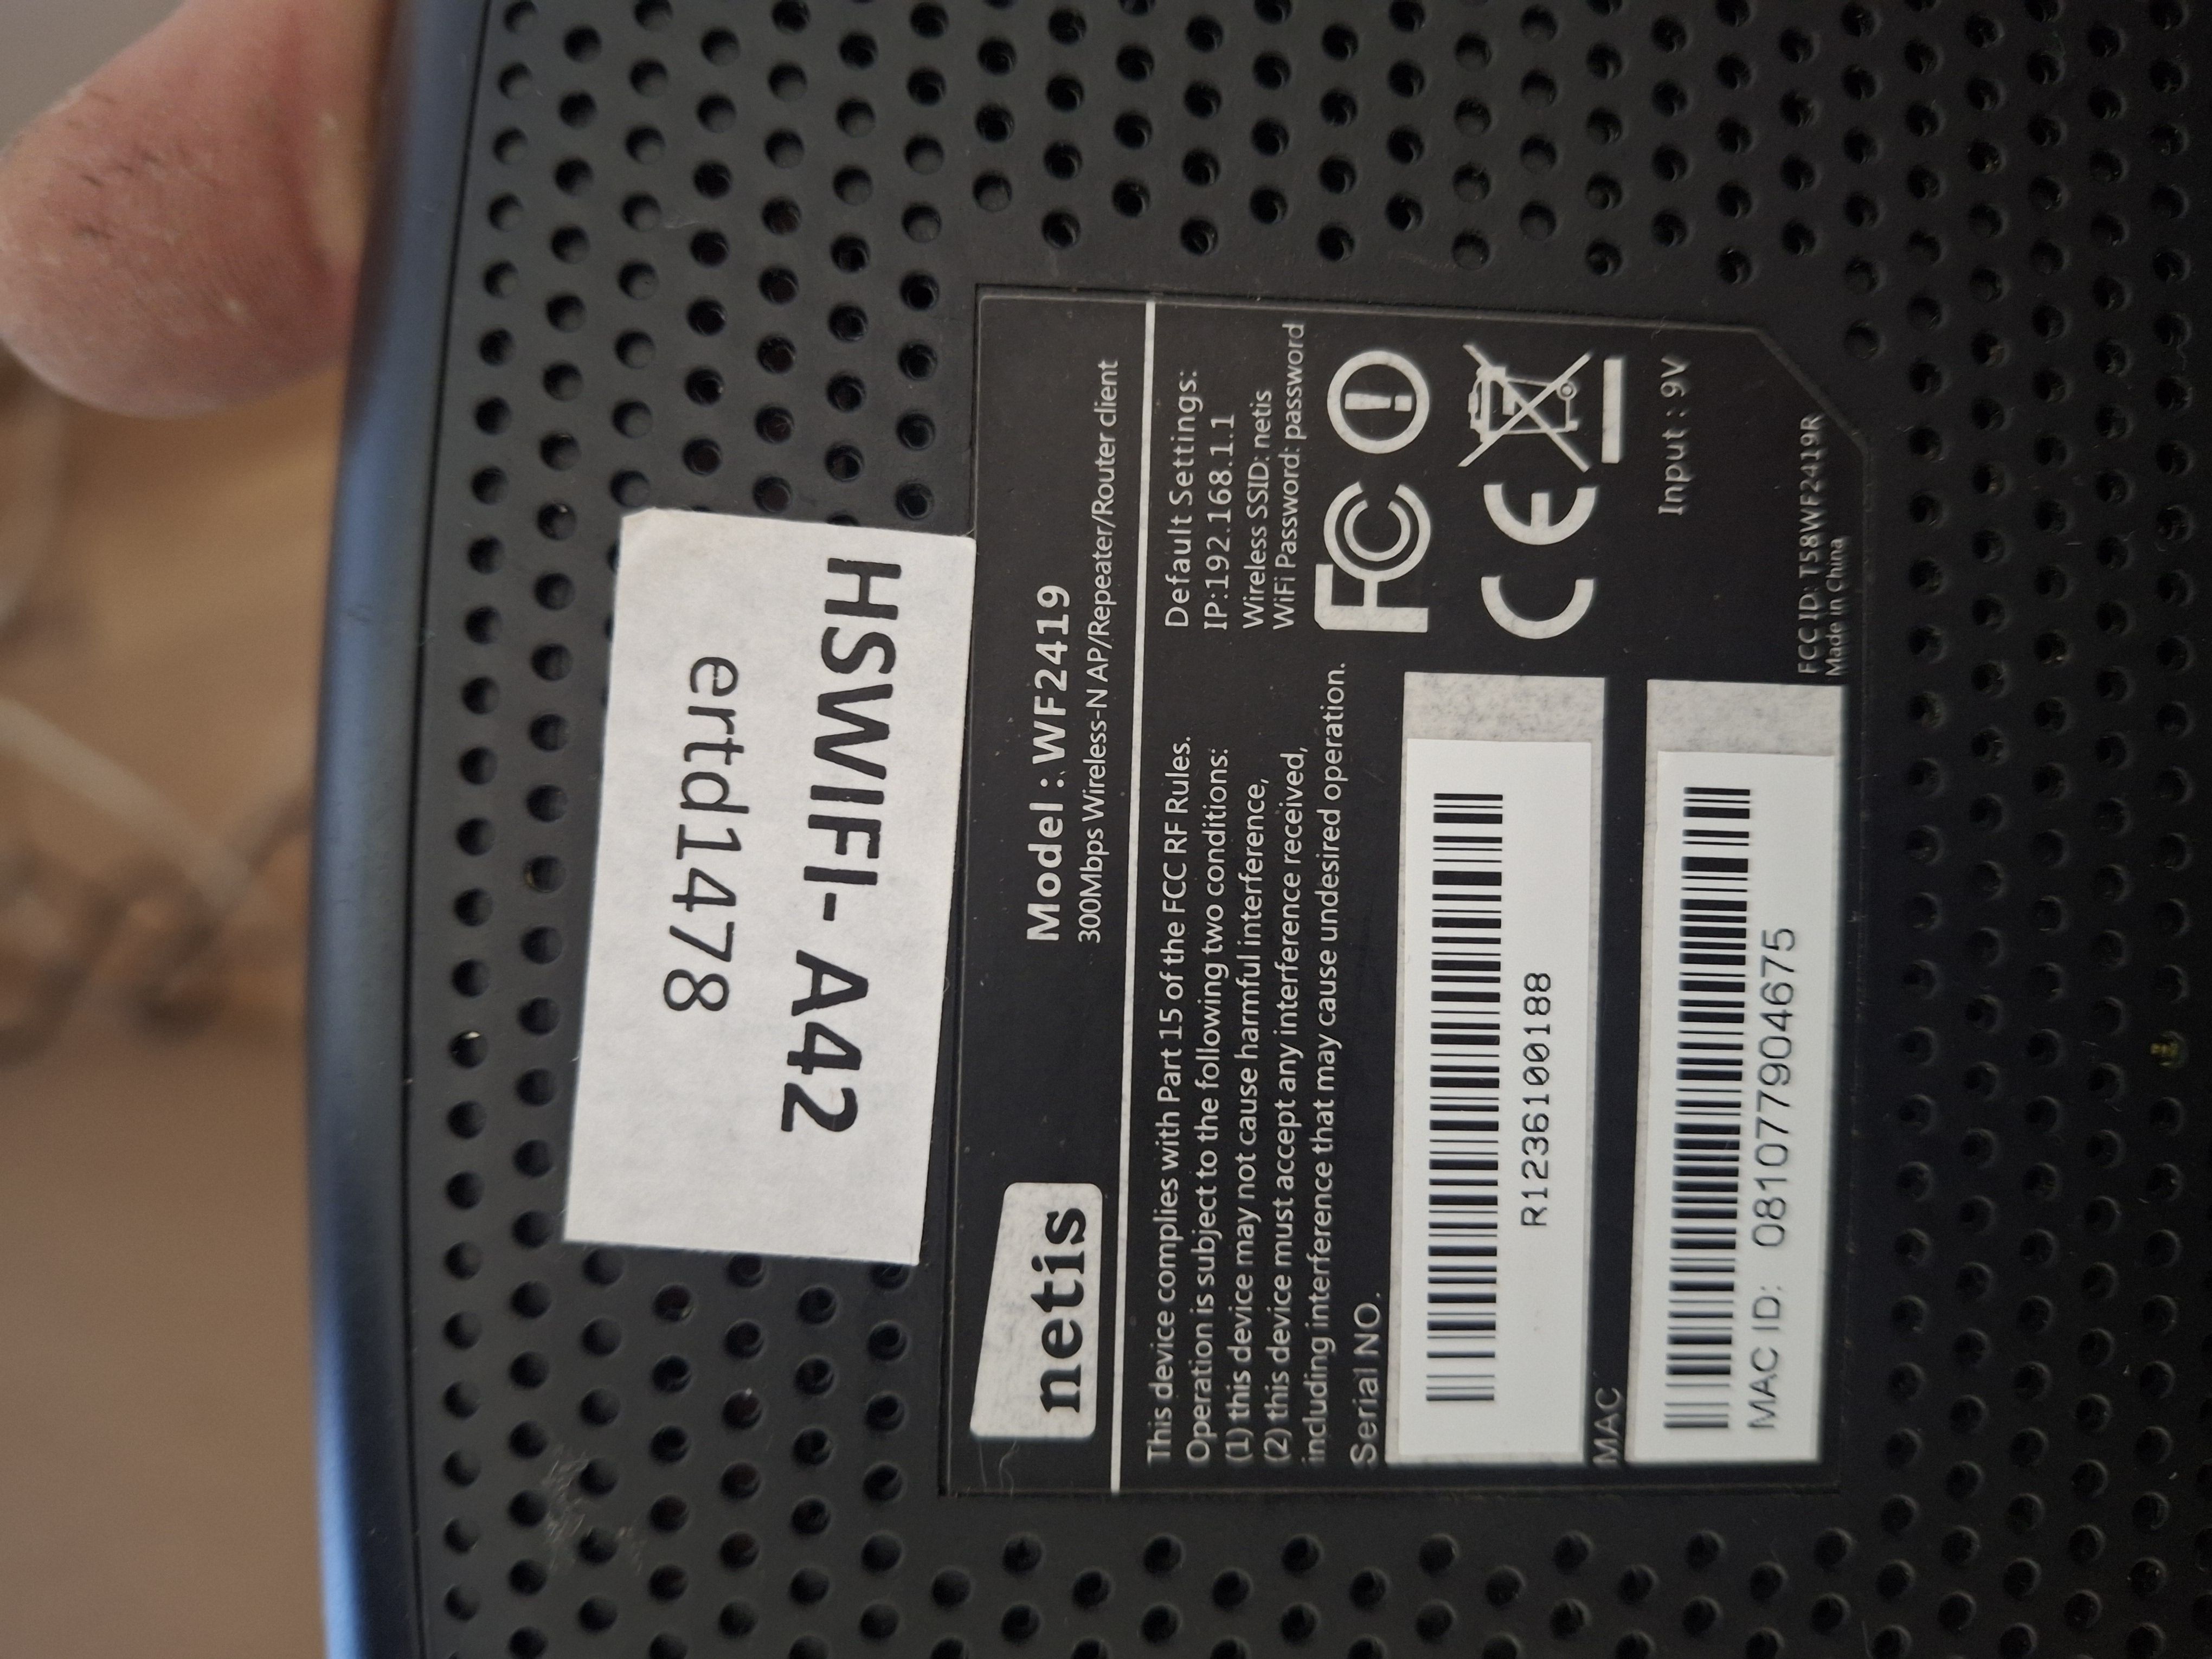 HSWIFI- A42
ertd1478
netis
Model : WF2419
300Mbps Wireless-N AP/Repeater/Router client
This device complies with Part 15 of the FCC RF Rules.
Operation is subject to the following two conditions:
(1) this device may not cause harmful interference,
(2) this device must accept any interference received,
including interference that may cause undesired operation.
Default Settings:
IP:192.168.1.1
Wireless SSID: netis
WiFi Password: password
FC
CE
Serial NO.
R1236100188
MAC
MAC ID: 081077904675
Input : 9V
FCC ID: T58WF2419R
Made in China